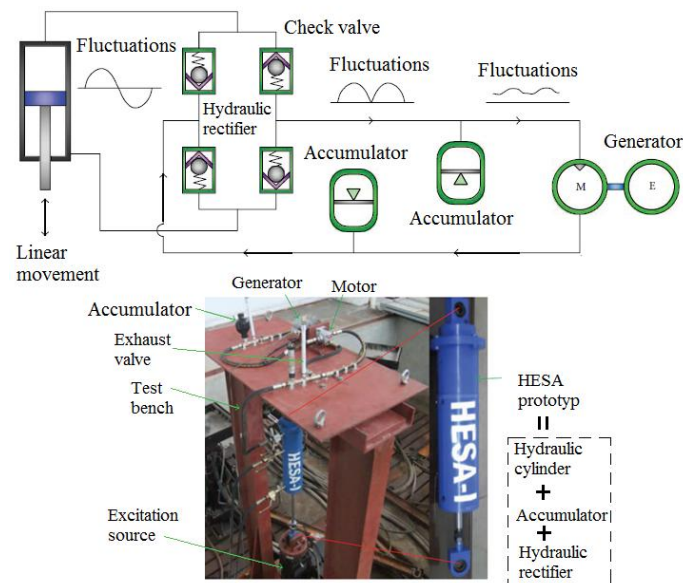 Check valve
Fluctuations
Fluctuations
Fluctuations
Hydraulic
rectifier
Generator
Accumulator
M
E
Accumulator
Linear
movement
Generator
Motor
Accumulator
Exhaust
valve
Test
bench
HESA
prototyp
=
Hydraulic
cylinder
+
Accumulator
+
Hydraulic
rectifier
Excitation
source
HESA-I
HESA-I